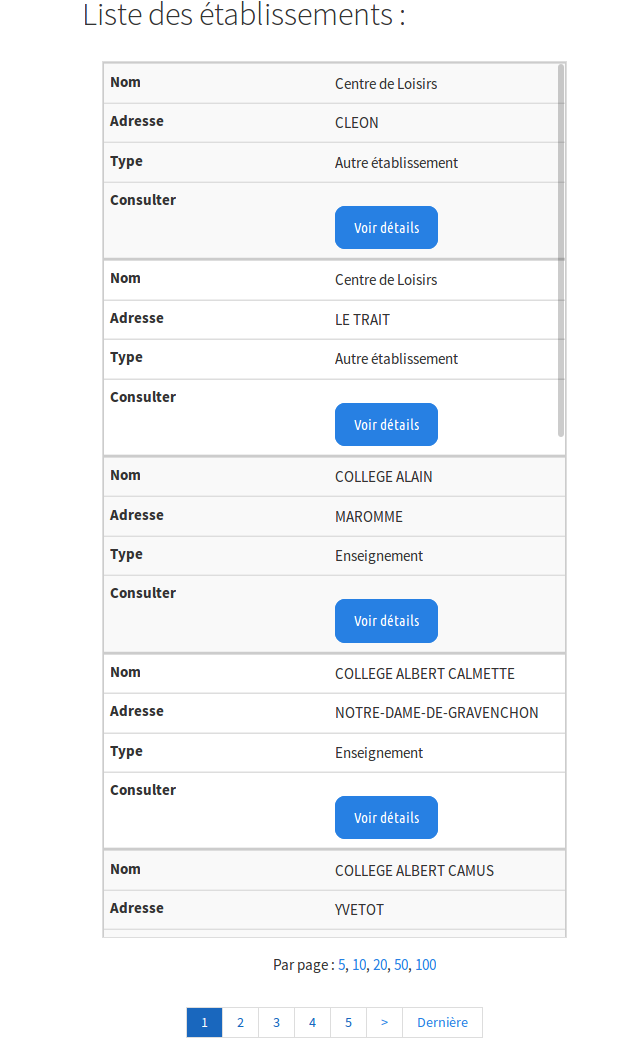 Liste des établissements :
Nom Centre de Loisirs
Adresse CLEON
Type Autre établissement
Consulter
Voir détails
Nom Centre de Loisirs
Adresse LE TRAIT
Type Autre établissement
Consulter
Voir détails
Nom COLLEGE ALAIN
Adresse MAROMME
Type Enseignement
Consulter
Voir détails
Nom COLLEGE ALBERT CALMETTE
Adresse NOTRE-DAME-DE-GRAVENCHON
Type Enseignement
Consulter
Voir détails
Nom COLLEGE ALBERT CAMUS
Adresse YVETOT
Par page : 5, 10, 20, 50, 100
1 2 3 4 5 > Dernière